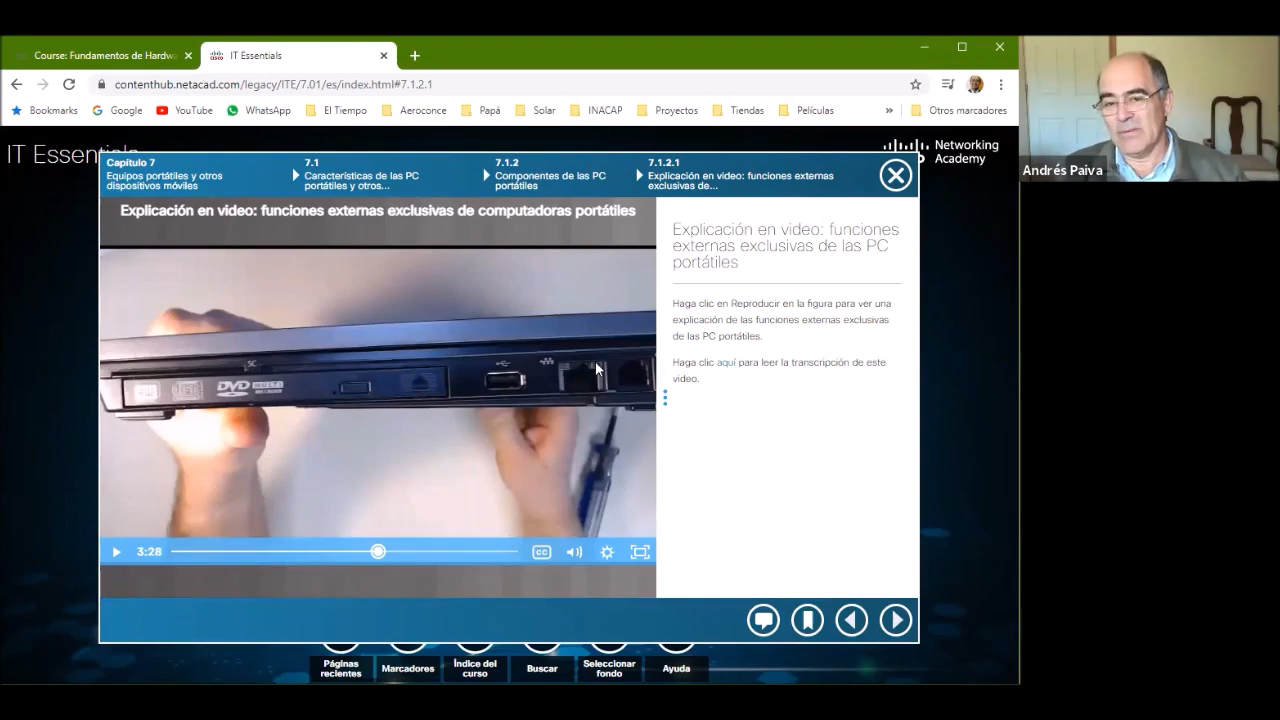 Course: Fundamentos de Hardwa
IT Essentials
contenthub.netacad.com/legacy/ITE/7.01/es/index.html#7.1.2.1
Bookmarks
Google
YouTube
WhatsApp
El Tiempo
Aeroconce
Papá
Solar
INACAP
Proyectos
Tiendas
Películas
»
Otros marcadores
IT Essentials
Networking
Academy
Andrés Paiva
Capítulo 7
Equipos portátiles y otros
dispositivos móviles
7.1
Características de las PC
portátiles y otros...
7.1.2
Componentes de las PC
portátiles
7.1.2.1
Explicación en video: funciones
externas exclusivas de...
Explicación en video: funciones externas exclusivas de computadoras portátiles
SC
RW
DVD MULTI
RECORDER
3:28
CC
Explicación en video: funciones
externas exclusivas de las PC
portátiles
Haga clic en Reproducir en la figura para ver una
explicación de las funciones externas exclusivas
de las PC portátiles.
Haga clic aquí para leer la transcripción de este
video.
Páginas
recientes
Marcadores
Índice del
curso
Buscar
Seleccionar
fondo
Ayuda